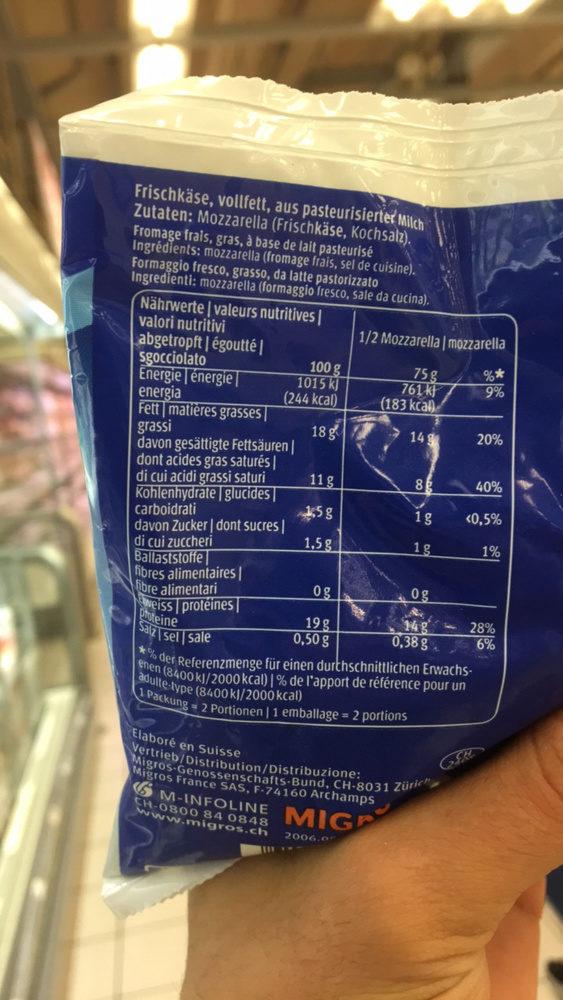 Frischkäse, vollfett, aus pasteurisierter Milch
Zutaten: Mozzarella (Frischkäse, Kochsalz).
Fromage frais, gras, à base de lait pasteurisé
Ingrédients: mozzarella (fromage frais, sel de cuisine).
Formaggio fresco, grasso, da latte pastorizzato
Ingredienti: mozzarella (formaggio fresco, sale da cucina).
Nährwerte | valeurs nutritives |
valori nutritivi
abgetropft | égoutté | 1/2 Mozzarella | mozzarella
sgocciolato 100 g 75 g %*
Energie | énergie | 1015 kJ 761 kJ 9%
energia (244 kcal) (183 kcal)
Fett | matières grasses |
grassi 18 g 14 g 20%
davon gesättigte Fettsäuren |
dont acides gras saturés |
di cui acidi grassi saturi 11 g 8 g 40%
Kohlenhydrate | glucides |
carboidrati 1,5 g 1 g <0,5%
davon Zucker | dont sucres |
di cui zuccheri 1,5 g 1 g 1%
Ballaststoffe |
fibres alimentaires |
fibre alimentari 0 g 0 g
Eiweiss | protéines |
proteine 19 g 14 g 28%
Salz | sel | sale 0,50 g 0,38 g 6%
*% der Referenzmenge für einen durchschnittlichen Erwachs-
enen (8400 kJ/2000 kcal) | % de l'apport de référence pour un
adulte-type (8400 kJ/2000 kcal)
1 Packung = 2 Portionen | 1 emballage = 2 portions
Elaboré en Suisse
Vertrieb/Distribution/Distribuzione:
Migros-Genossenschafts-Bund, CH-8031 Zürich
Migros France SAS, F-74160 Archamps
CH
M-INFOLINE
CH-0800 84 0848
www.migros.ch
MIGR
2006.0